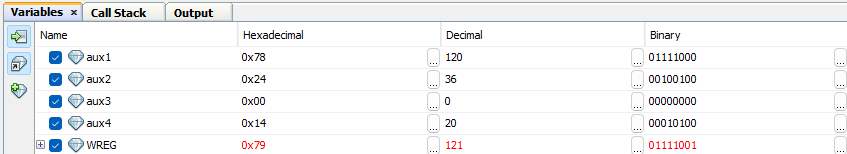 Variables × Call Stack Output
Name Hexadecimal Decimal Binary
aux1 0x78 ... 120 ... 01111000 ...
aux2 0x24 ... 36 ... 00100100 ...
aux3 0x00 ... 0 ... 00000000 ...
aux4 0x14 ... 20 ... 00010100 ...
WREG 0x79 ... 121 ... 01111001 ...